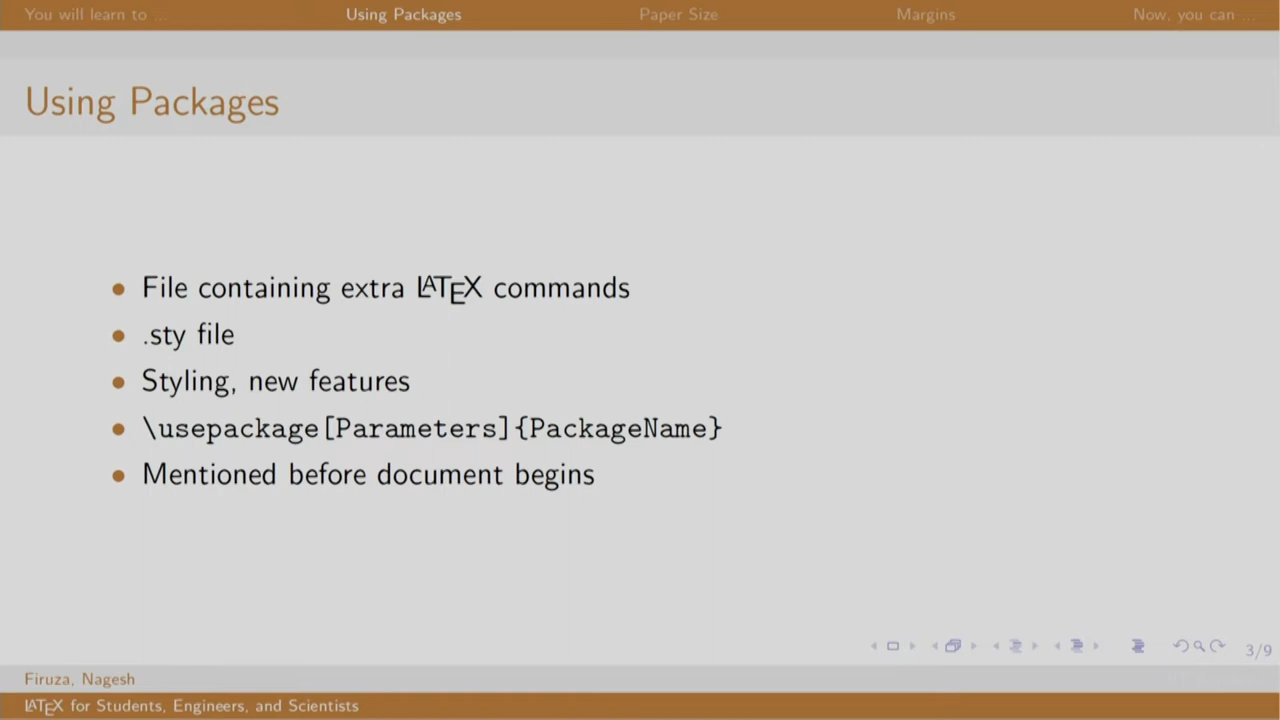 You will learn to ... Using Packages Paper Size Margins Now, you can ...
Using Packages
• File containing extra LATEX commands
• .sty file
• Styling, new features
• \usepackage[Parameters]{PackageName}
• Mentioned before document begins
3/9
Firuza, Nagesh
LATEX for Students, Engineers, and Scientists